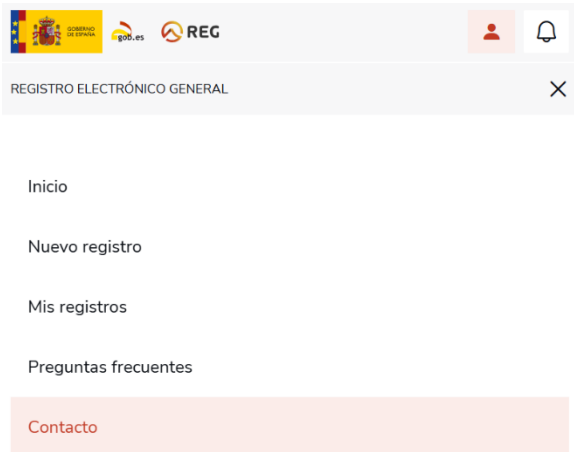 GOBIERNO
DE ESPAÑA
gob.es
REG
REGISTRO ELECTRÓNICO GENERAL
Inicio
Nuevo registro
Mis registros
Preguntas frecuentes
Contacto